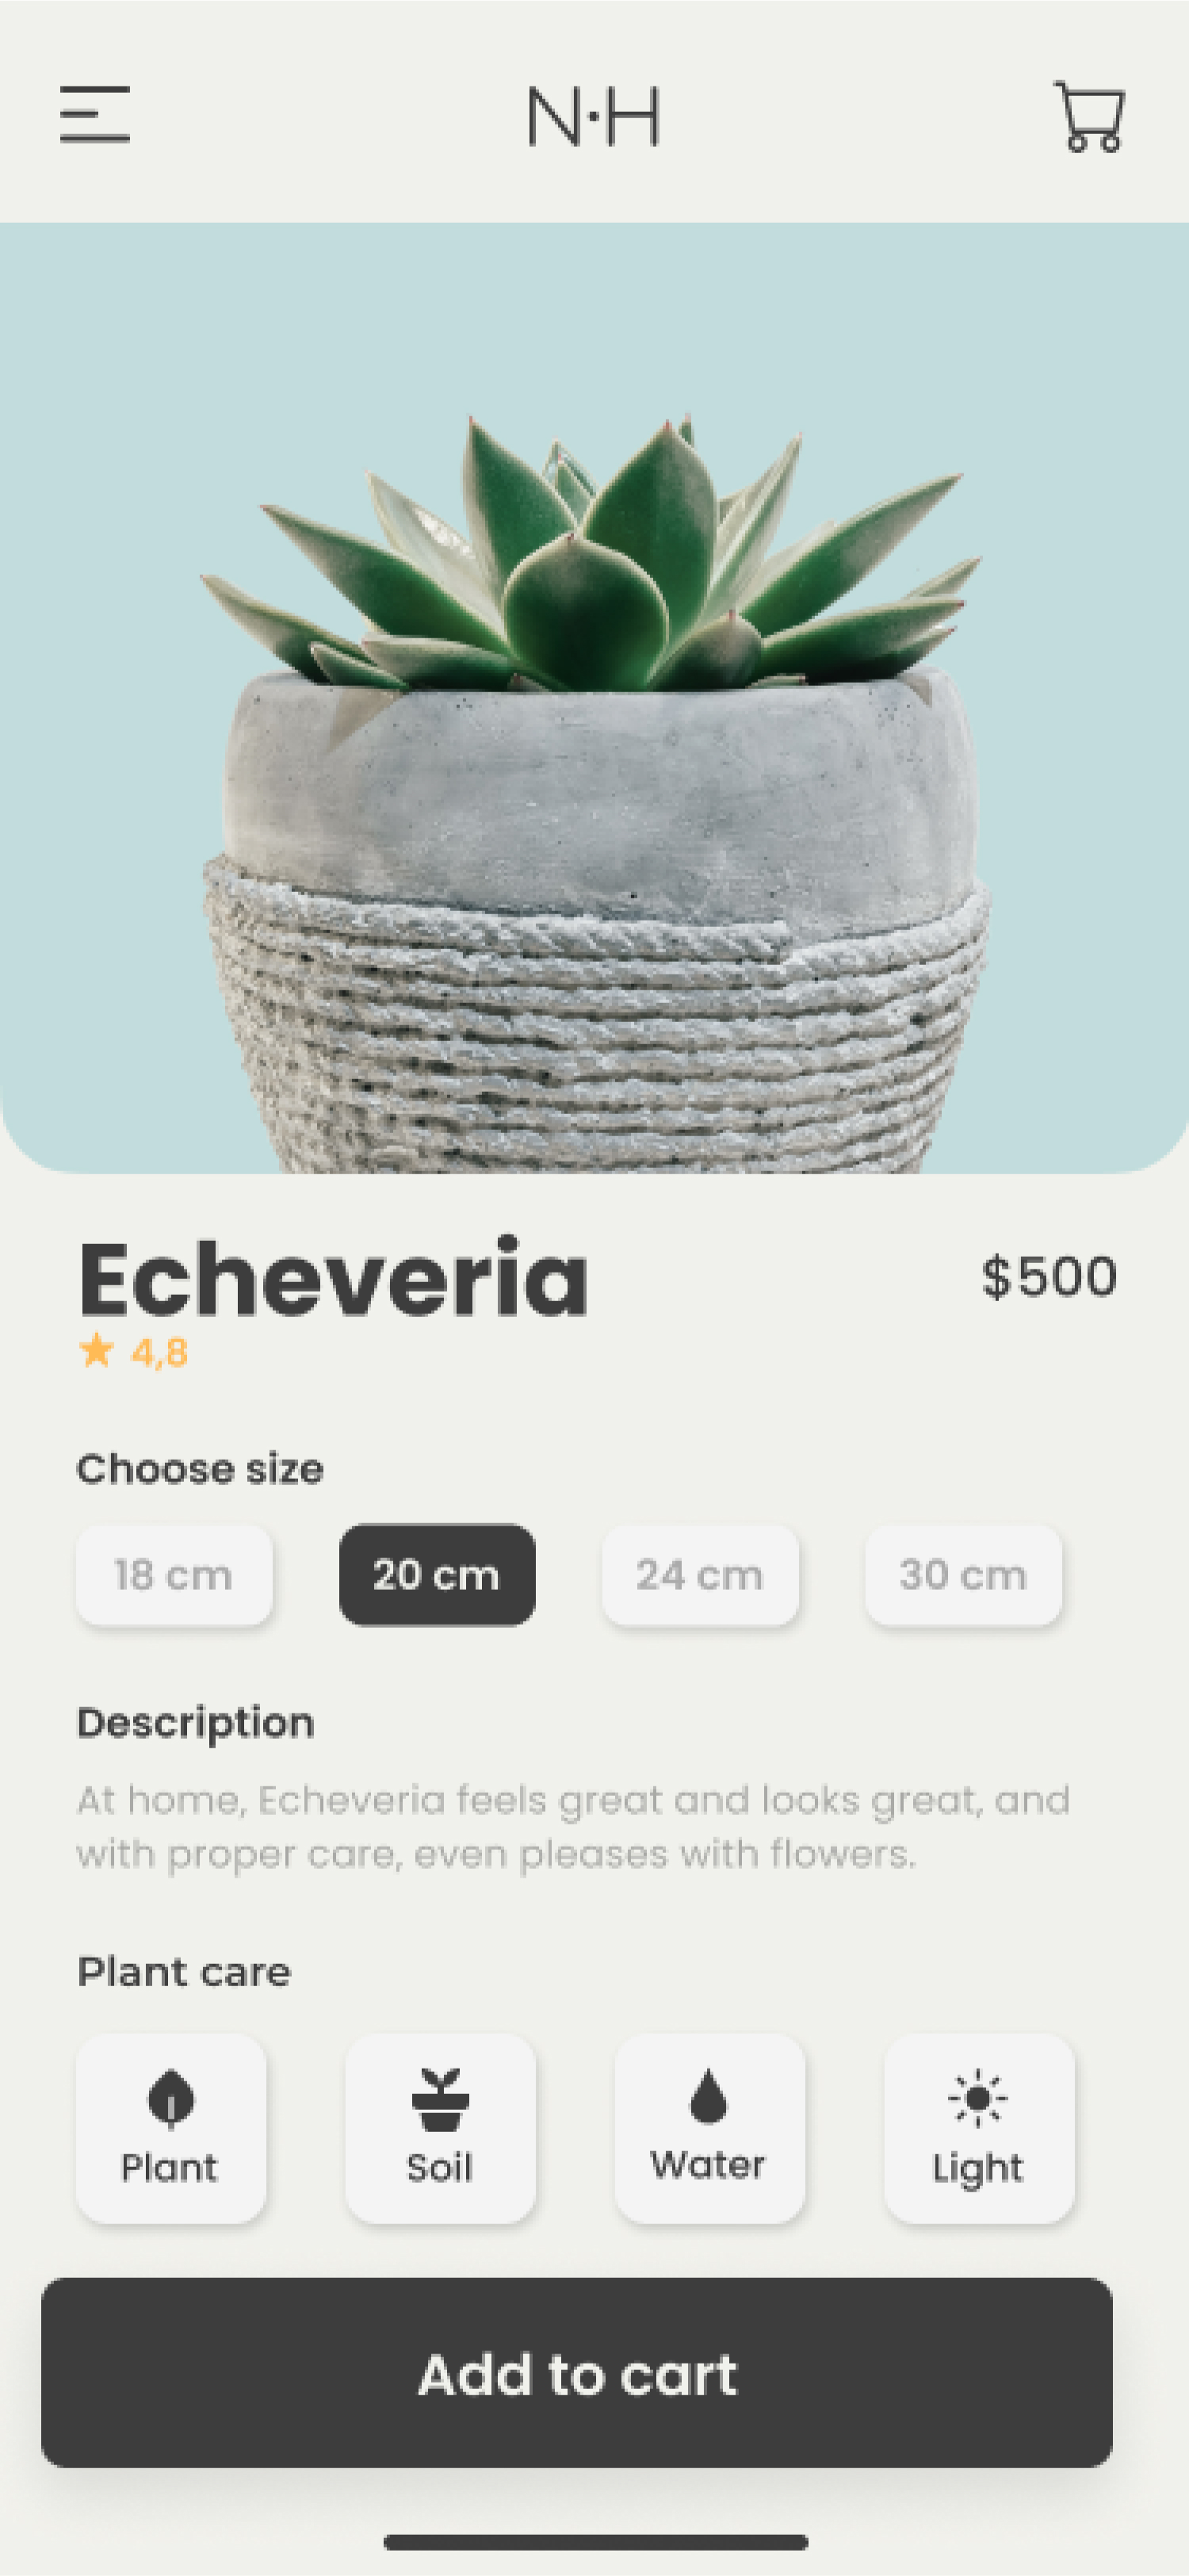 N·H
Echeveria
$500
4,8
Choose size
18 cm
20 cm
24 cm
30 cm
Description
At home, Echeveria feels great and looks great, and
with proper care, even pleases with flowers.
Plant care
Plant
Soil
Water
Light
Add to cart